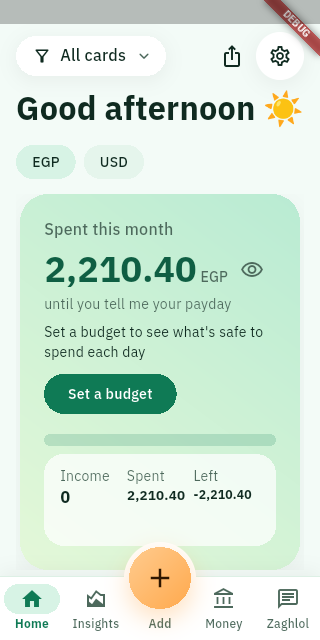 DEBUG
All cards
Good afternoon ☀️
EGP
USD
Spent this month
2,210.40 EGP
until you tell me your payday
Set a budget to see what's safe to
spend each day
Set a budget
Income Spent Left
0 2,210.40 -2,210.40
Home Insights Add Money Zaghlol